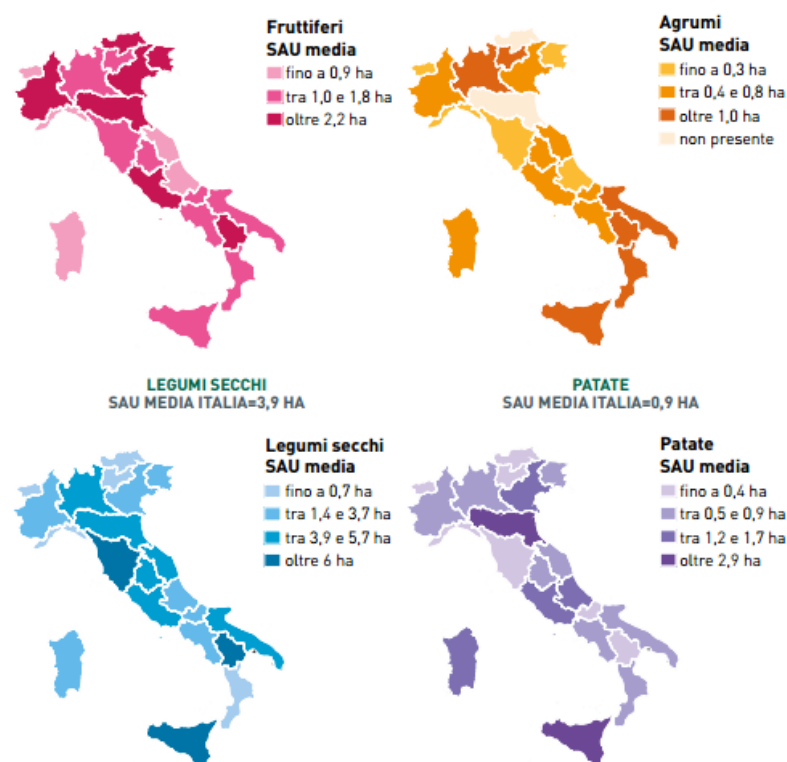 Fruttiferi
SAU media
fino a 0,9 ha
tra 1,0 e 1,8 ha
oltre 2,2 ha
Agrumi
SAU media
fino a 0,3 ha
tra 0,4 e 0,8 ha
oltre 1,0 ha
non presente
LEGUMI SECCHI
SAU MEDIA ITALIA=3,9 HA
PATATE
SAU MEDIA ITALIA=0,9 HA
Legumi secchi
SAU media
fino a 0,7 ha
tra 1,4 e 3,7 ha
tra 3,9 e 5,7 ha
oltre 6 ha
Patate
SAU media
fino a 0,4 ha
tra 0,5 e 0,9 ha
tra 1,2 e 1,7 ha
oltre 2,9 ha